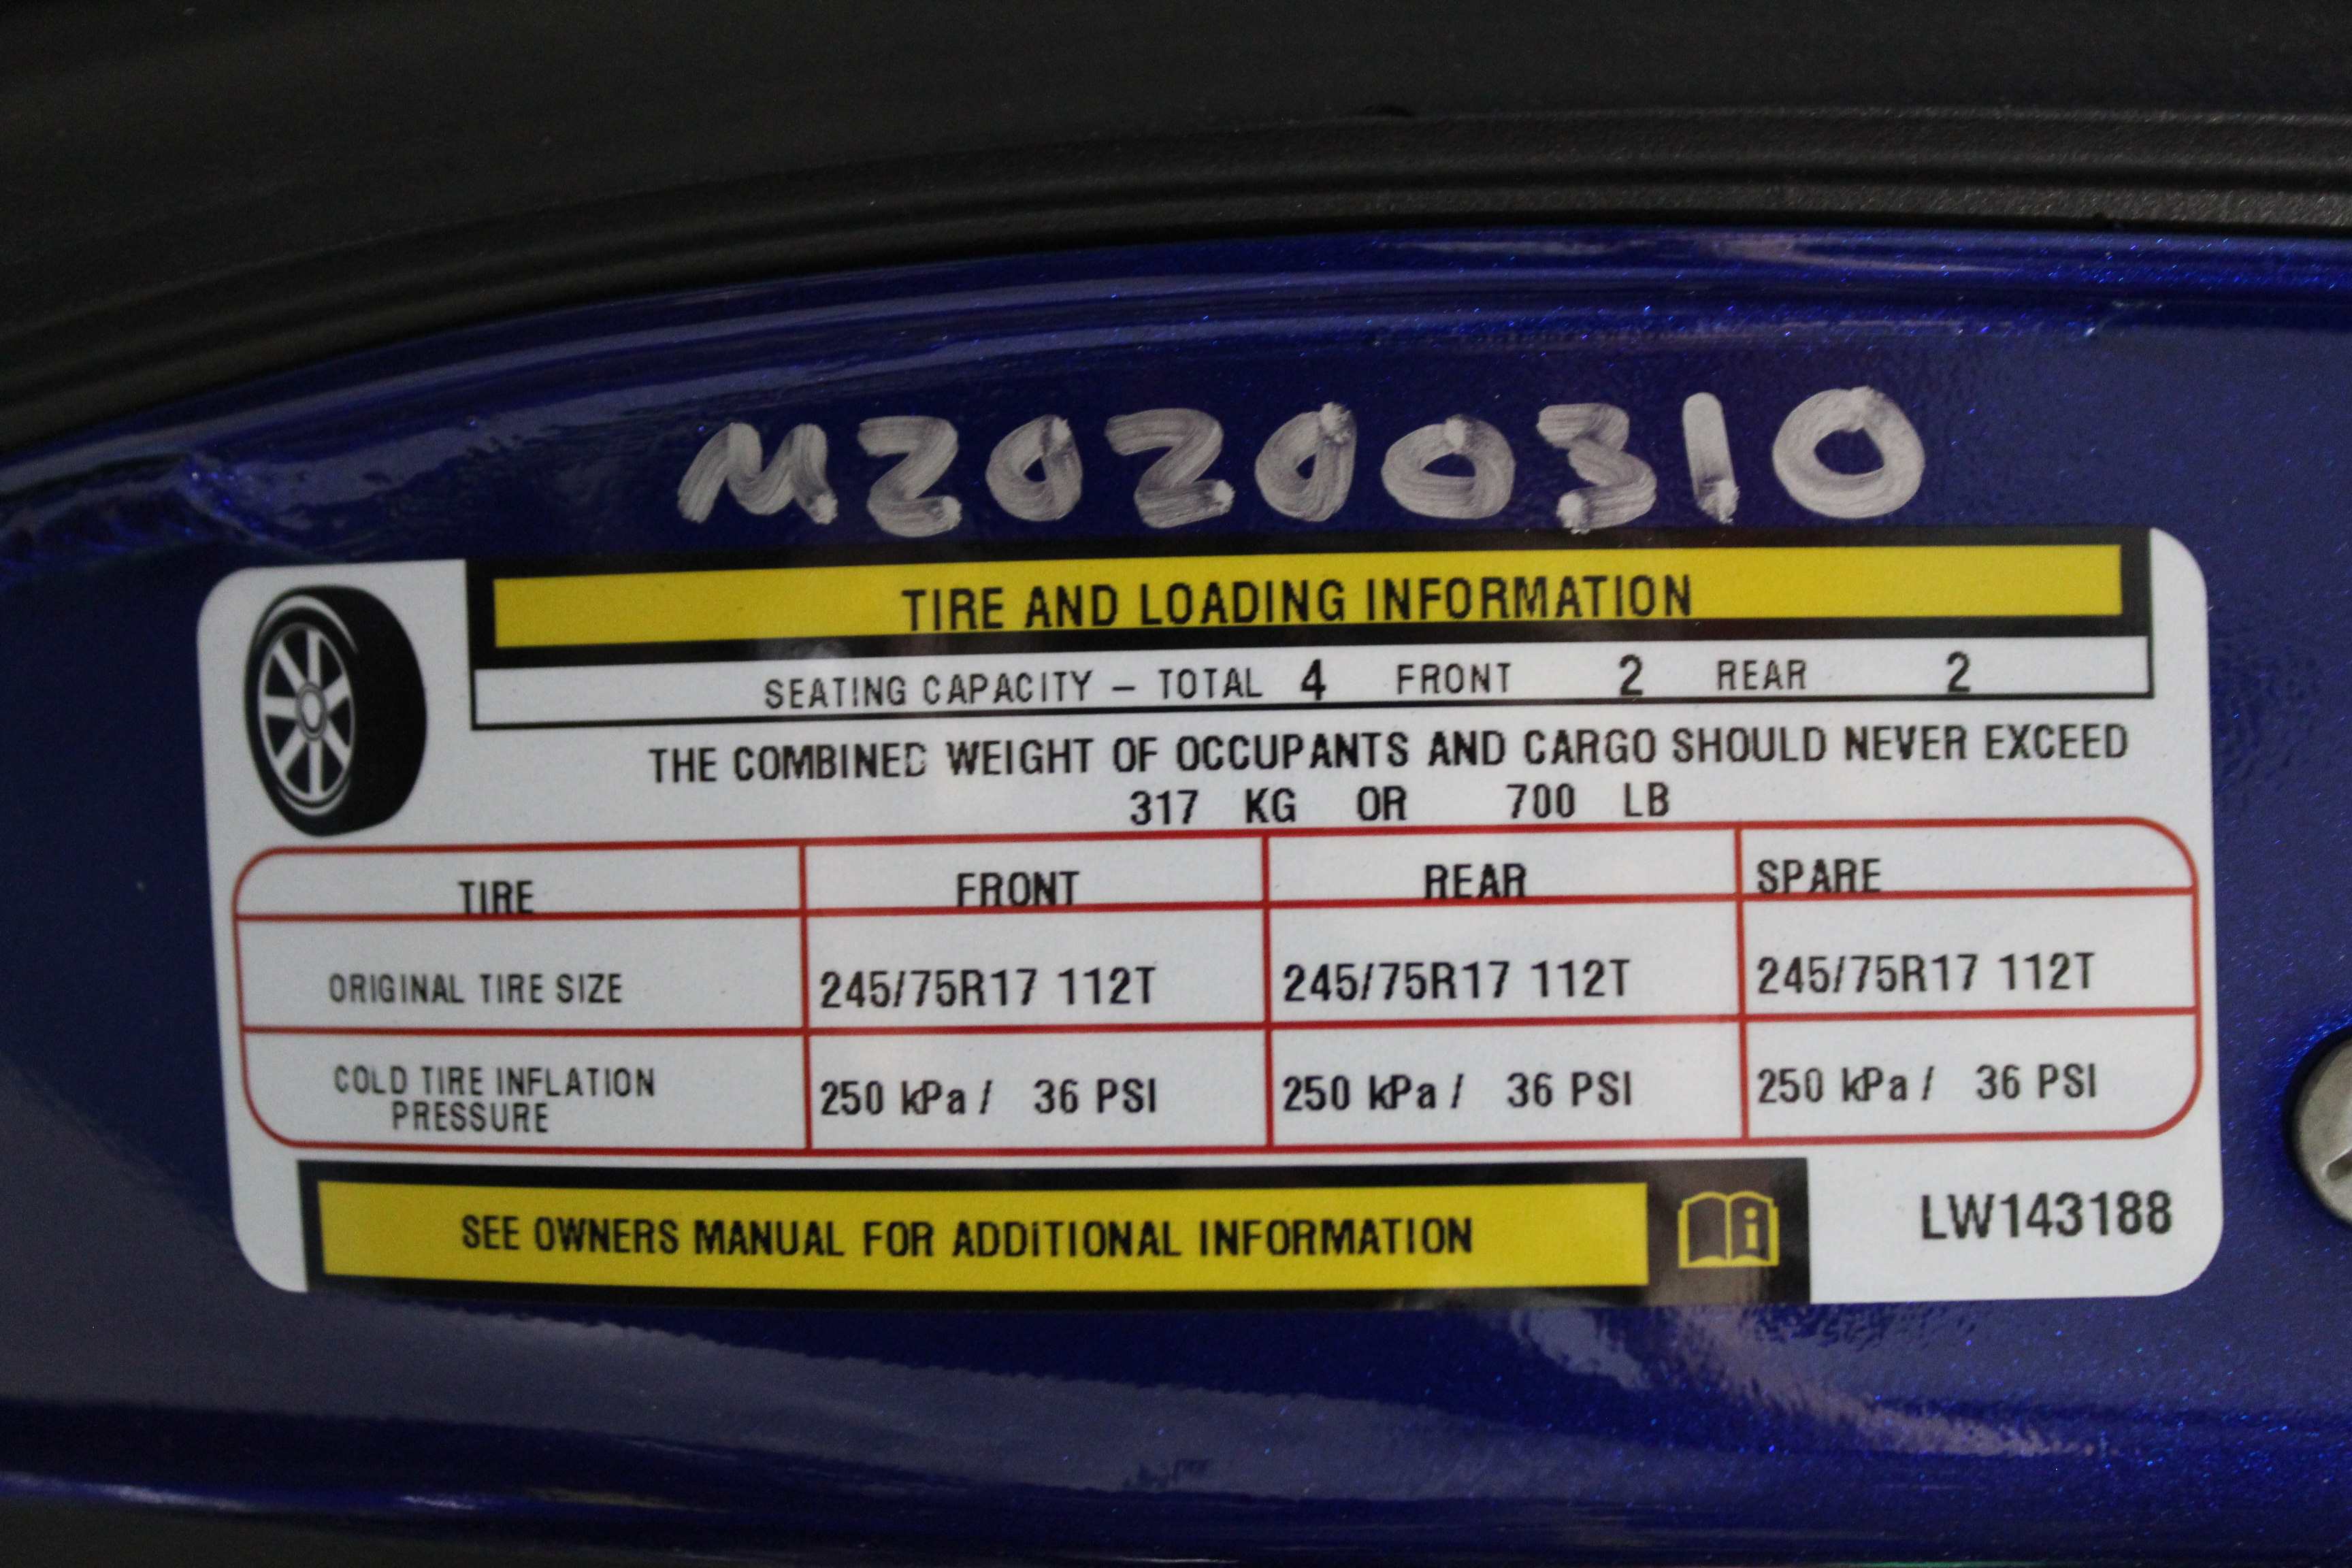 M20200310
TIRE AND LOADING INFORMATION
SEATING CAPACITY – TOTAL 4 FRONT 2 REAR 2
THE COMBINED WEIGHT OF OCCUPANTS AND CARGO SHOULD NEVER EXCEED
317 KG OR 700 LB
TIRE FRONT REAR SPARE
ORIGINAL TIRE SIZE 245/75R17 112T 245/75R17 112T 245/75R17 112T
COLD TIRE INFLATION
PRESSURE 250 kPa / 36 PSI 250 kPa / 36 PSI 250 kPa / 36 PSI
SEE OWNERS MANUAL FOR ADDITIONAL INFORMATION i LW143188